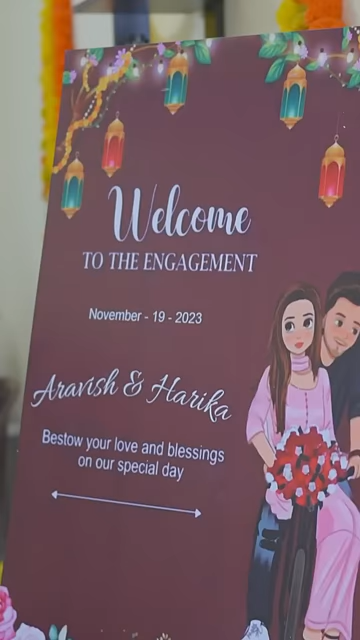 Welcome
TO THE ENGAGEMENT
November - 19 - 2023
Aravish & Harika
Bestow your love and blessings
on our special day